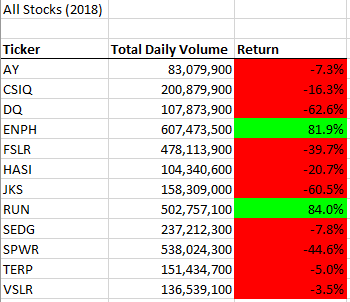 All Stocks (2018)
Ticker Total Daily Volume Return
AY 83,079,900 -7.3%
CSIQ 200,879,900 -16.3%
DQ 107,873,900 -62.6%
ENPH 607,473,500 81.9%
FSLR 478,113,900 -39.7%
HASI 104,340,600 -20.7%
JKS 158,309,000 -60.5%
RUN 502,757,100 84.0%
SEDG 237,212,300 -7.8%
SPWR 538,024,300 -44.6%
TERP 151,434,700 -5.0%
VSLR 136,539,100 -3.5%